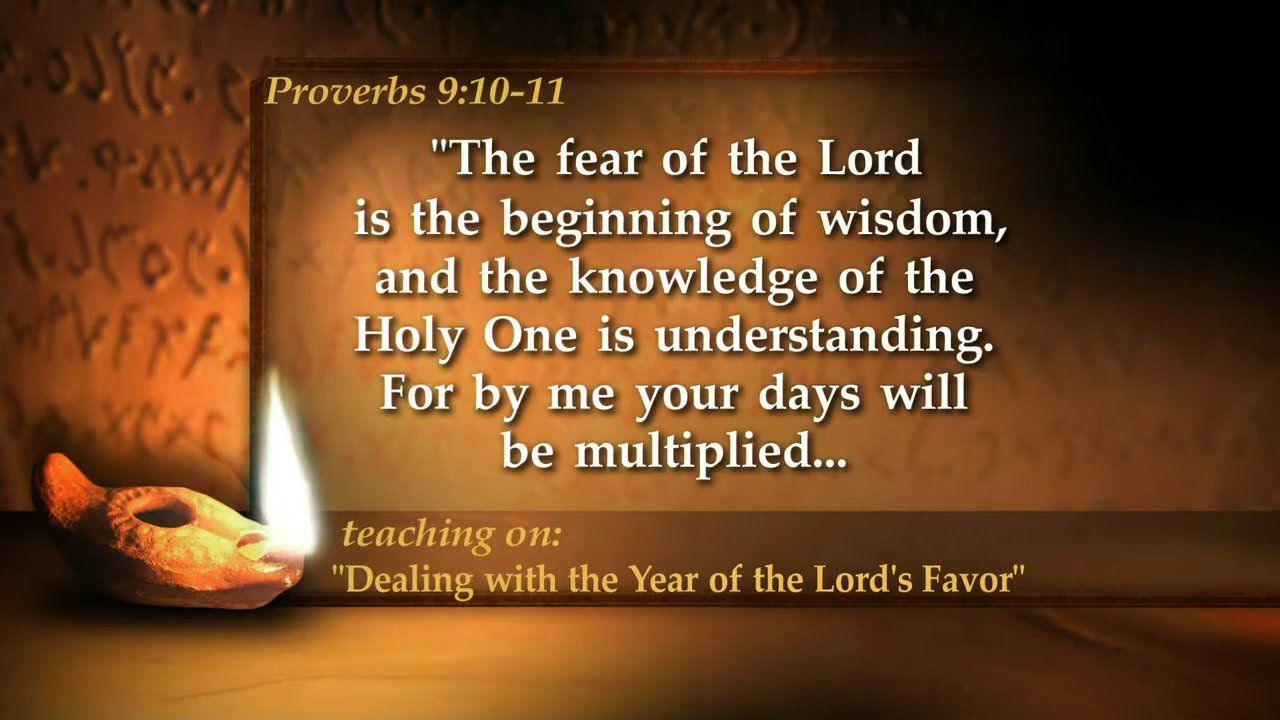 Proverbs 9:10-11
"The fear of the Lord
is the beginning of wisdom,
and the knowledge of the
Holy One is understanding.
For by me your days will
be multiplied...
teaching on:
"Dealing with the Year of the Lord's Favor"